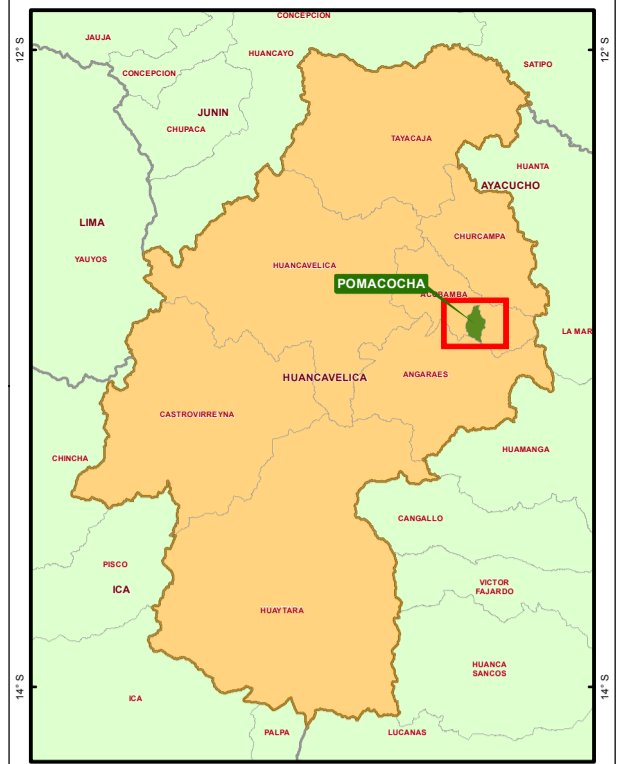 CONCEPCION
JAUJA
12° S
12° S
HUANCAYO
SATIPO
CONCEPCION
JUNIN
CHUPACA
TAYACAJA
HUANTA
AYACUCHO
LIMA
CHURCAMPA
YAUYOS
HUANCAVELICA
POMACOCHA
ACOBAMBA
LA MAR
HUANCAVELICA
ANGARAES
CASTROVIRREYNA
CHINCHA
HUAMANGA
CANGALLO
PISCO
ICA
VICTOR
FAJARDO
HUAYTARA
HUANCA
SANCOS
14° S
14° S
ICA
PALPA
LUCANAS